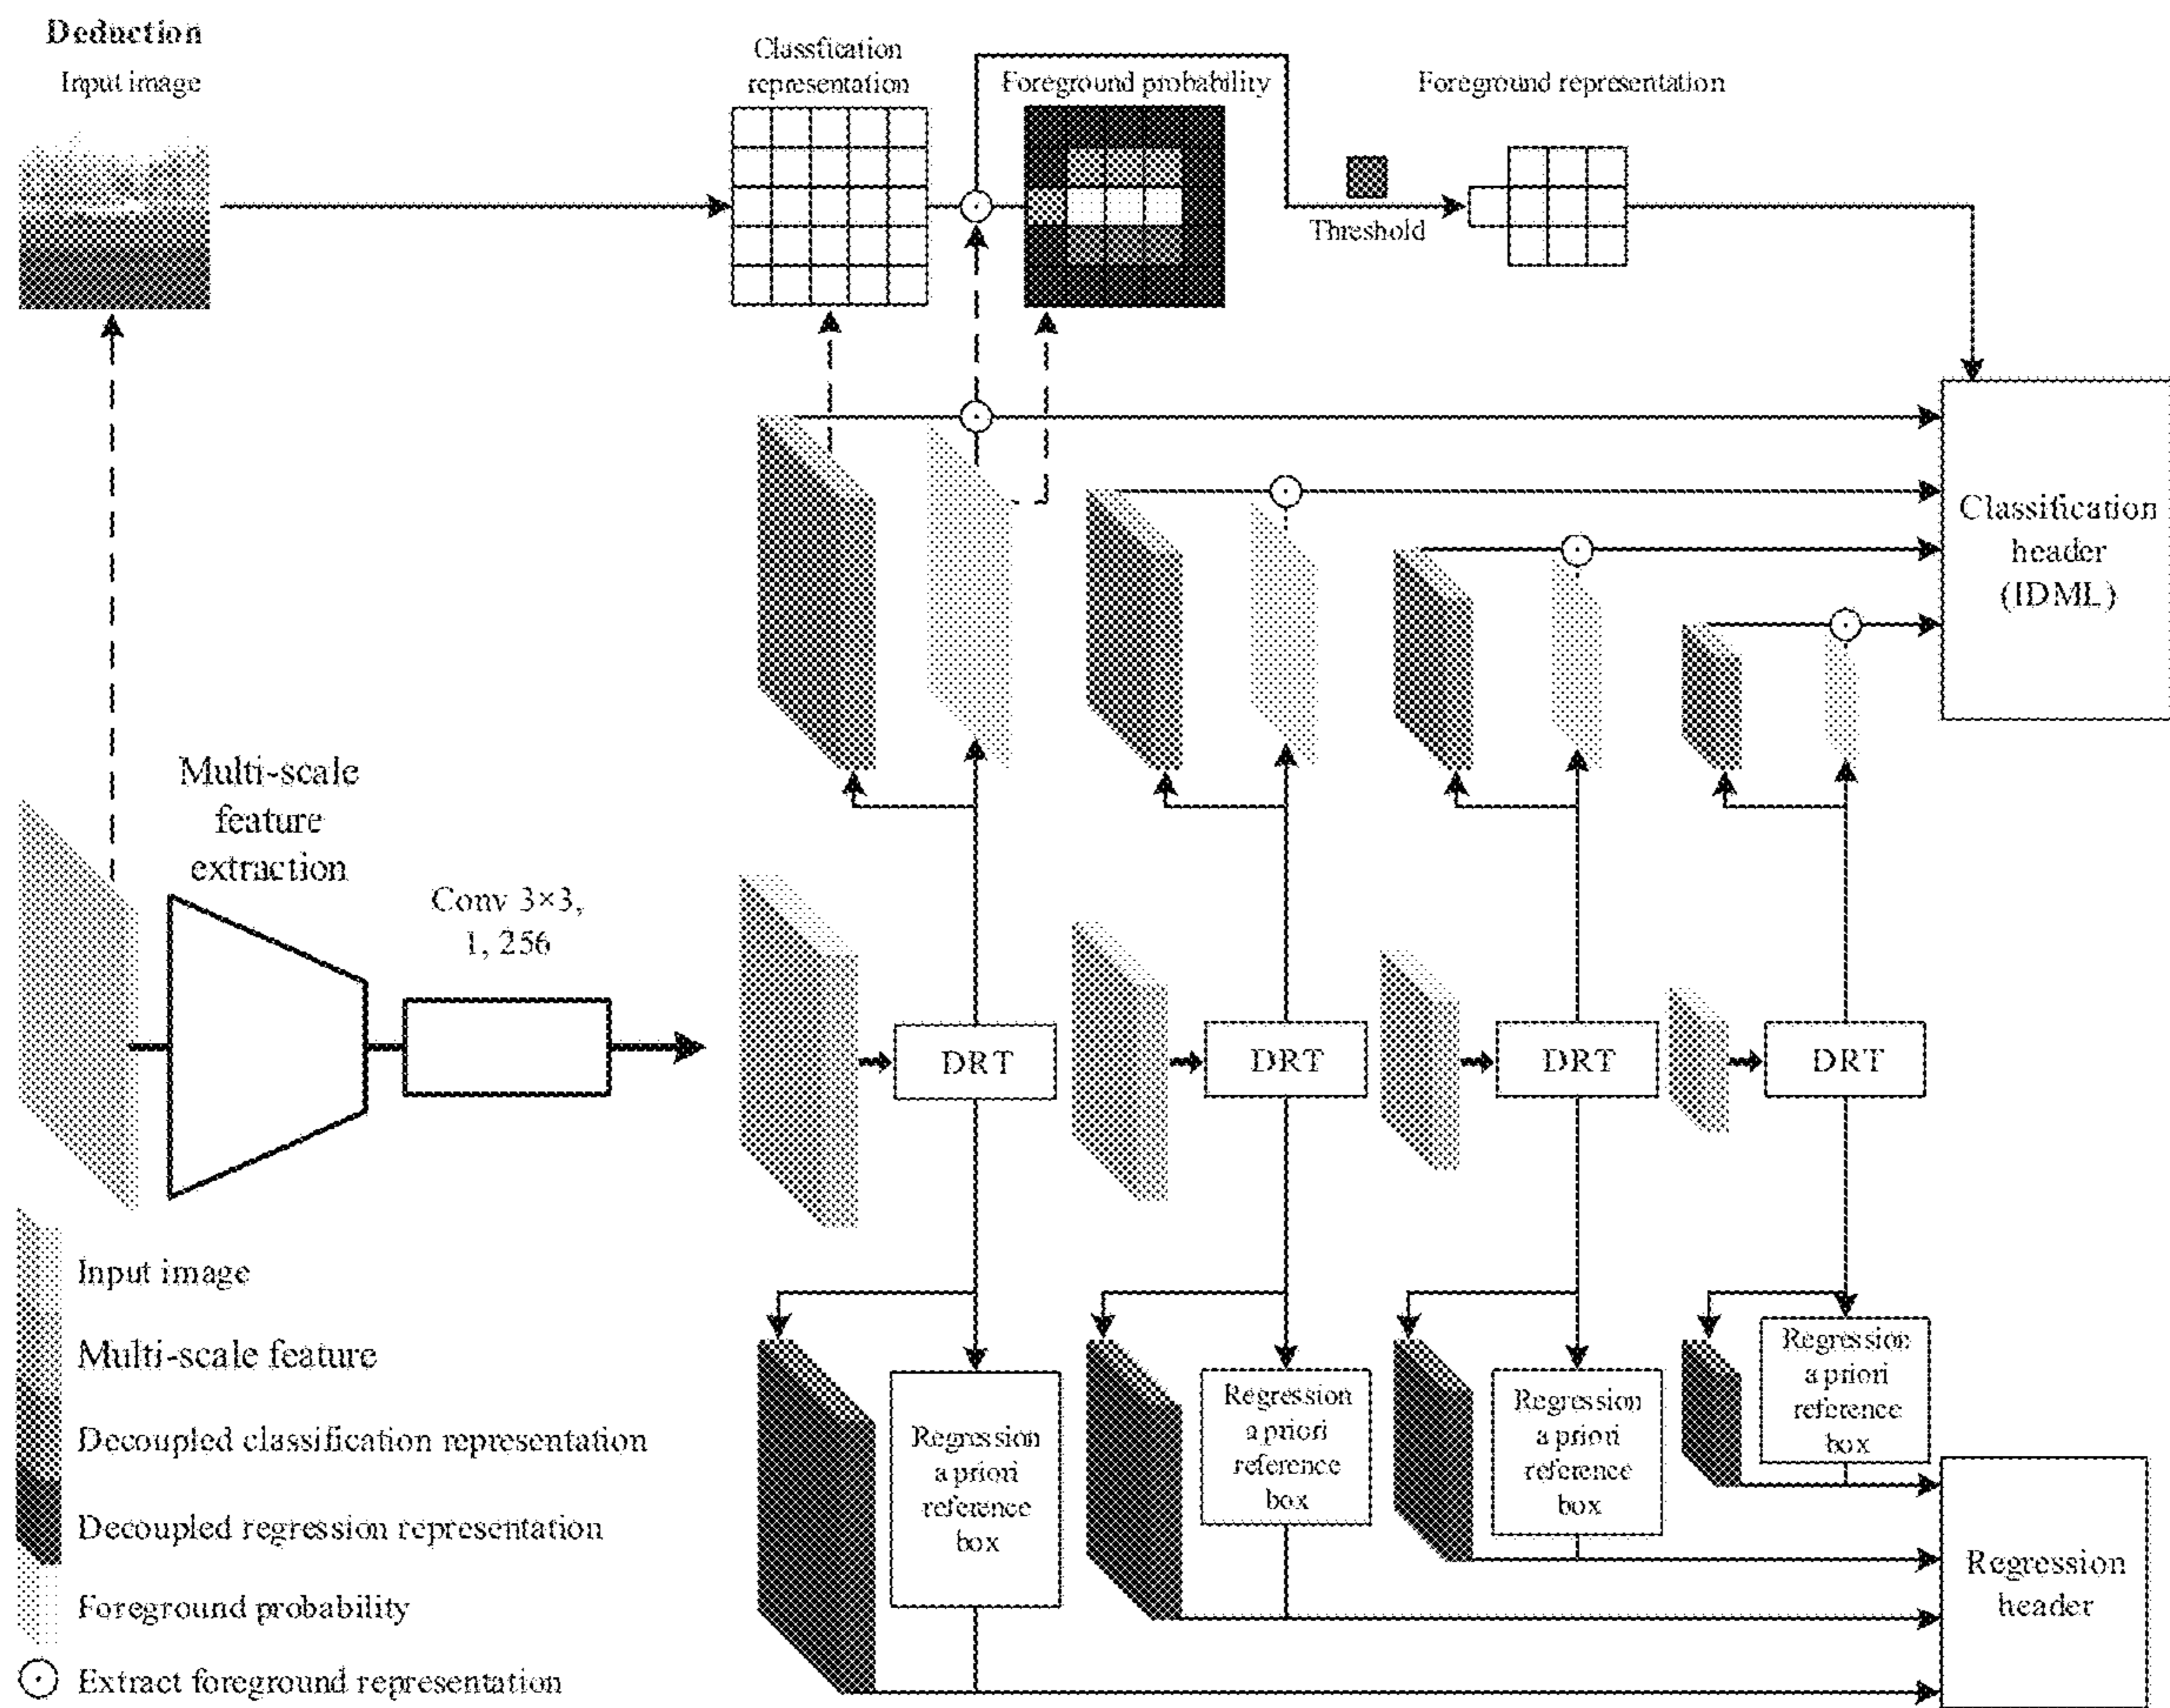 Deduction
Input image
Classfication
representation
Foreground probability
Foreground representation
Threshold
Classification
header
(IDML)
Multi-scale
feature
extraction
Conv 3×3,
1, 256
DRT
DRT
DRT
DRT
Input image
Multi-scale feature
Decoupled classification representation
Decoupled regression representation
Foreground probability
Extract foreground representation
Regression
a priori
reference
box
Regression
a priori
reference
box
Regression
a priori
reference
box
Regression
a priori
reference
box
Regression
header